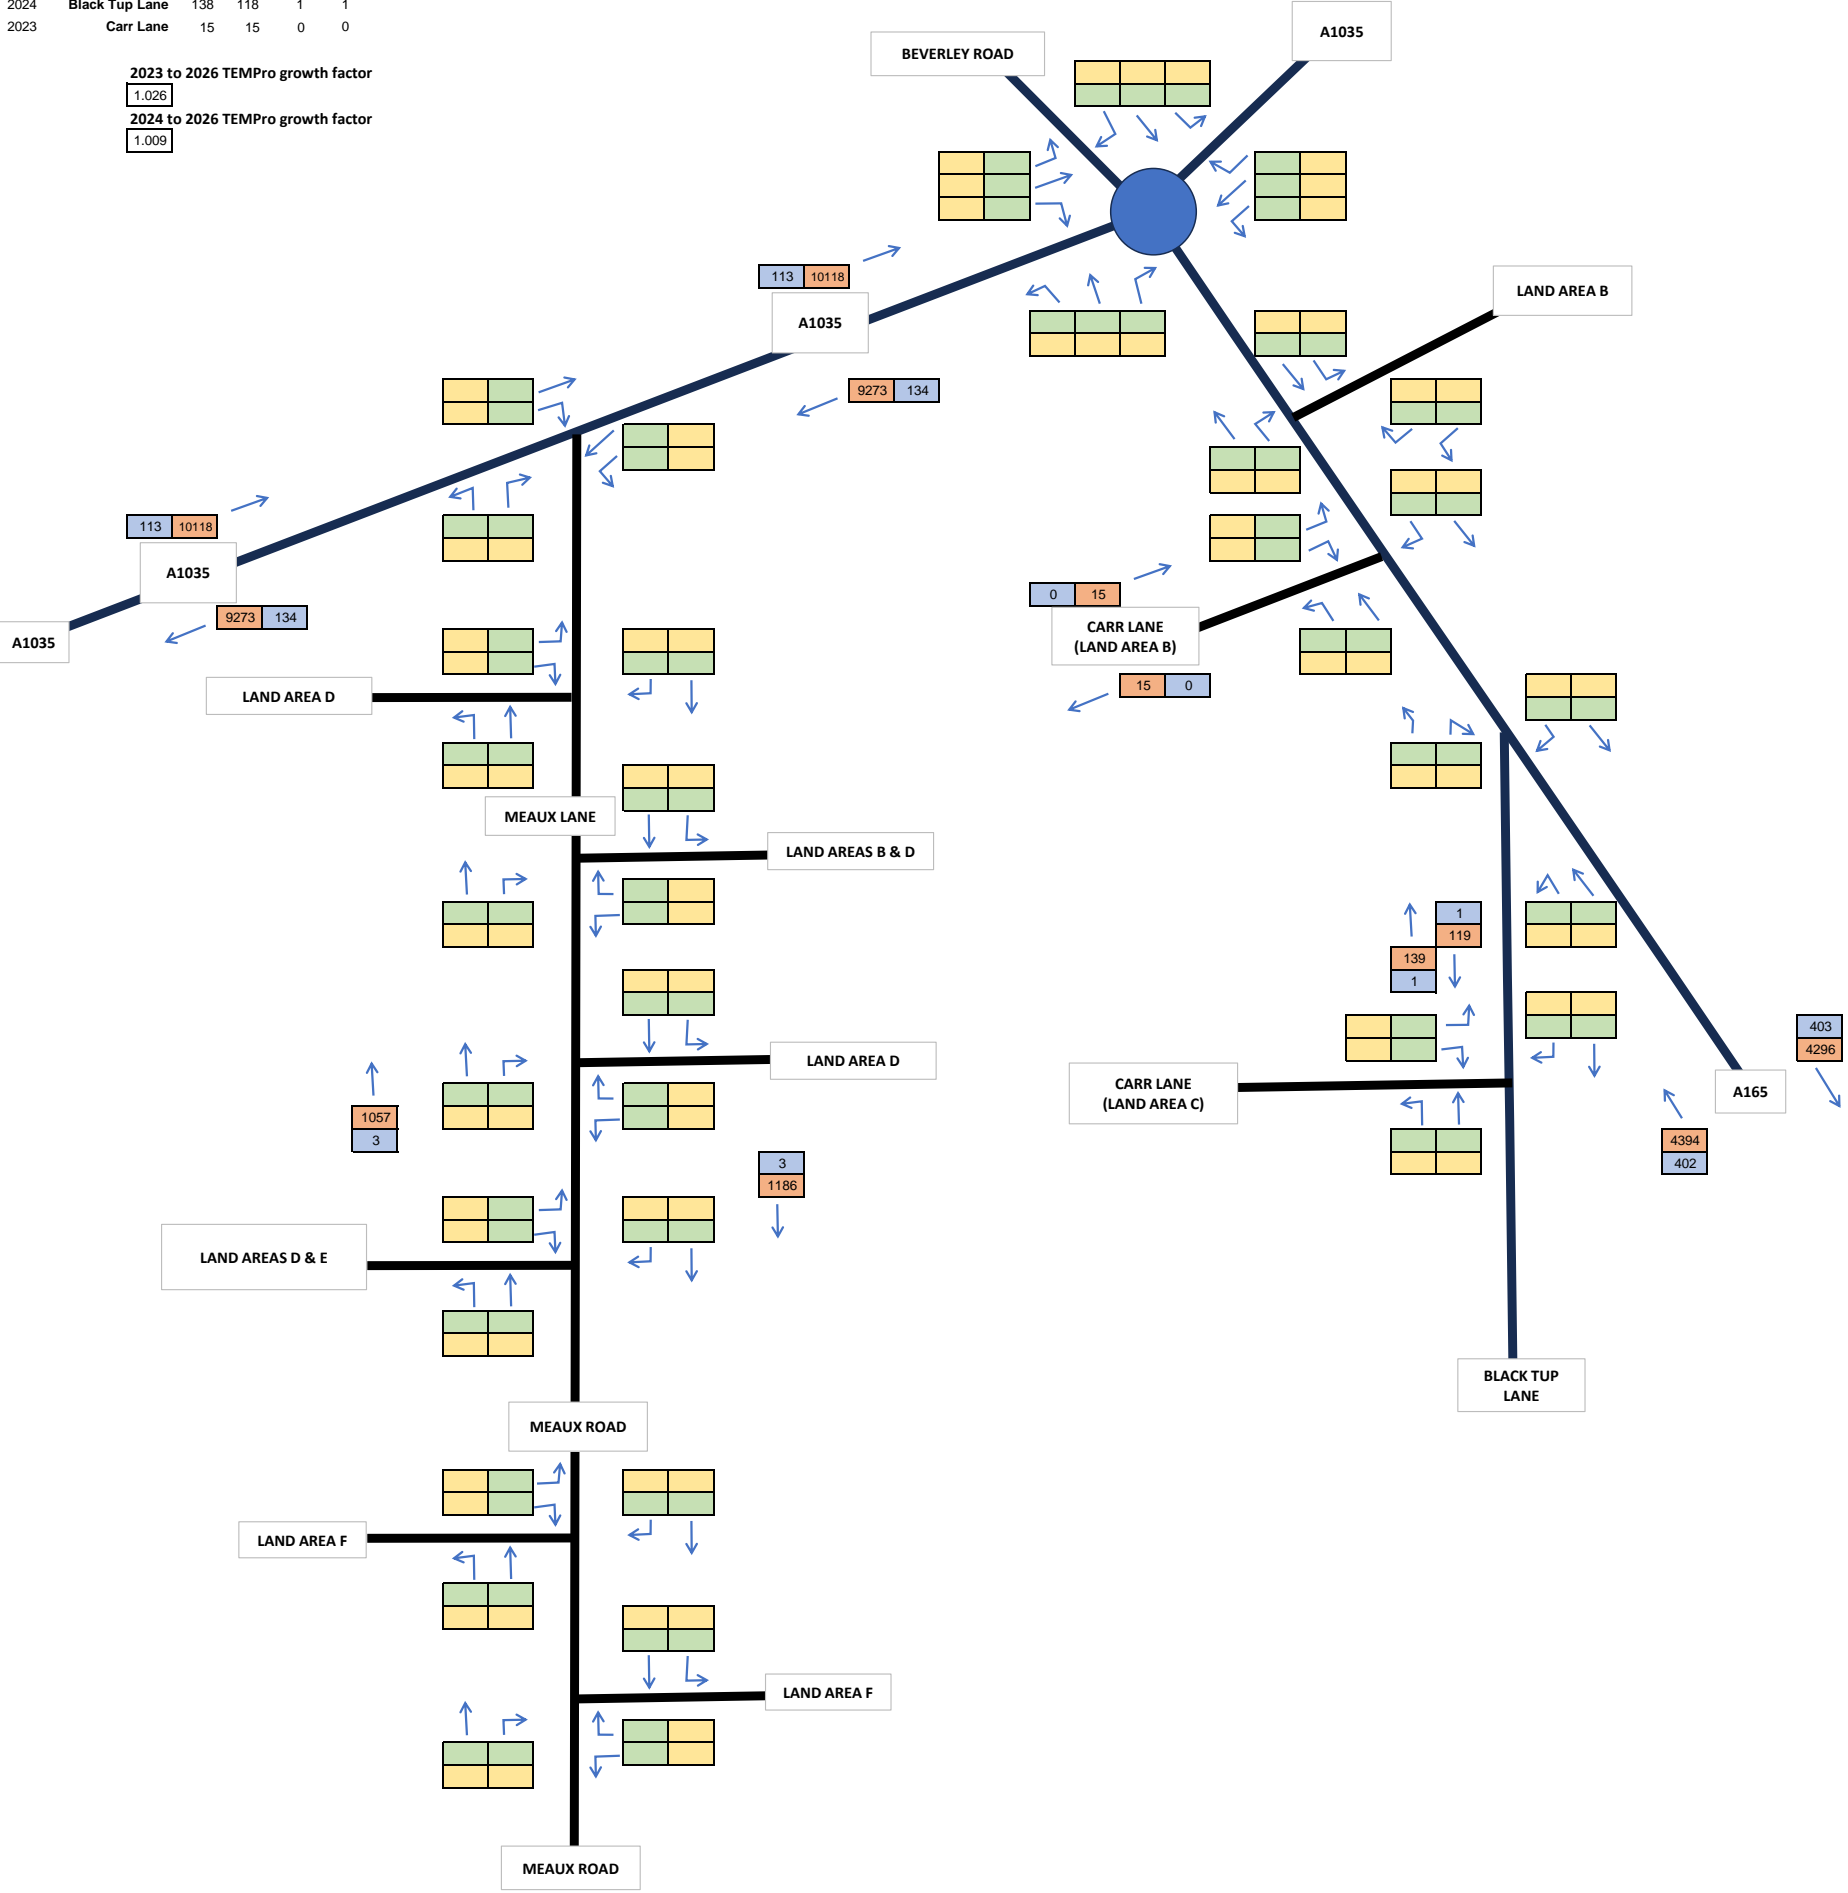 2024 Black Tup Lane 138 118 1 1
2023 Carr Lane 15 15 0 0
2023 to 2026 TEMPro growth factor
1.026
2024 to 2026 TEMPro growth factor
1.009
A1035
BEVERLEY ROAD
113 10118
A1035
9273 134
LAND AREA B
113 10118
A1035
9273 134
A1035
0 15
CARR LANE
(LAND AREA B)
15 0
LAND AREA D
MEAUX LANE
LAND AREAS B & D
1
119
139
1
403
4296
LAND AREA D
CARR LANE
(LAND AREA C)
A165
1057
3
4394
402
3
1186
LAND AREAS D & E
BLACK TUP
LANE
MEAUX ROAD
LAND AREA F
LAND AREA F
MEAUX ROAD